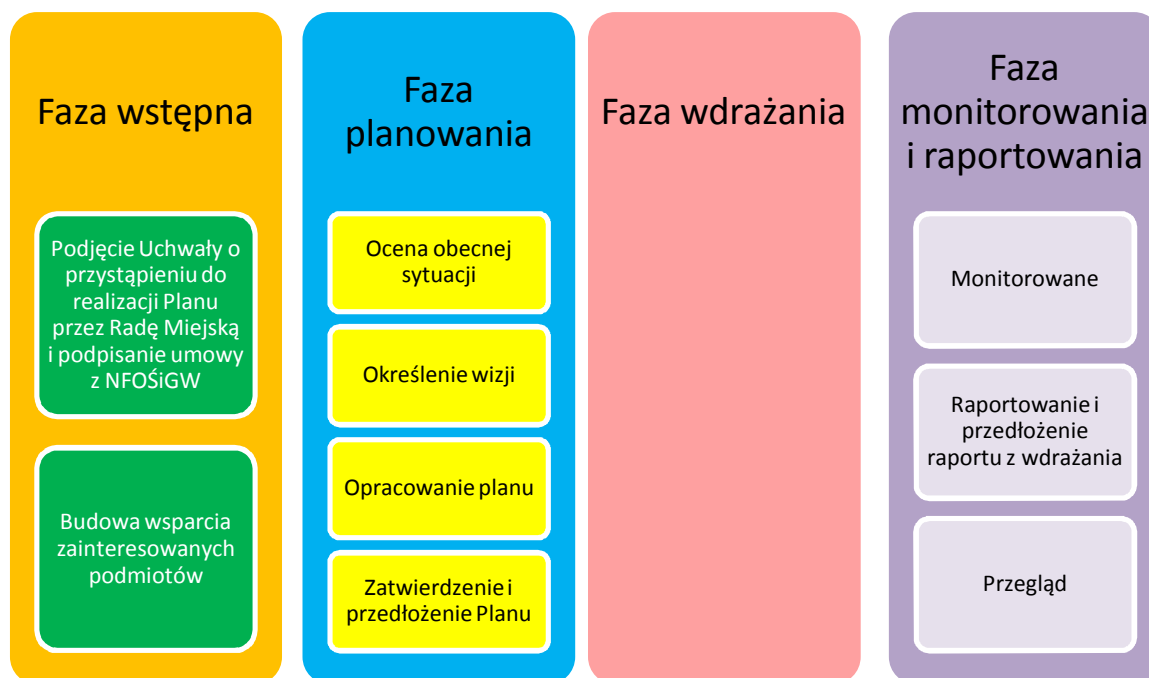 Faza wstępna
Podjęcie Uchwały o
przystąpieniu do
realizacji Planu
przez Radę Miejską
i podpisanie umowy
z NFOŚiGW
Budowa wsparcia
zainteresowanych
podmiotów
Faza
planowania
Ocena obecnej
sytuacji
Określenie wizji
Opracowanie planu
Zatwierdzenie i
przedłożenie Planu
Faza wdrażania
Faza
monitorowania
i raportowania
Monitorowane
Raportowanie i
przedłożenie
raportu z wdrażania
Przegląd